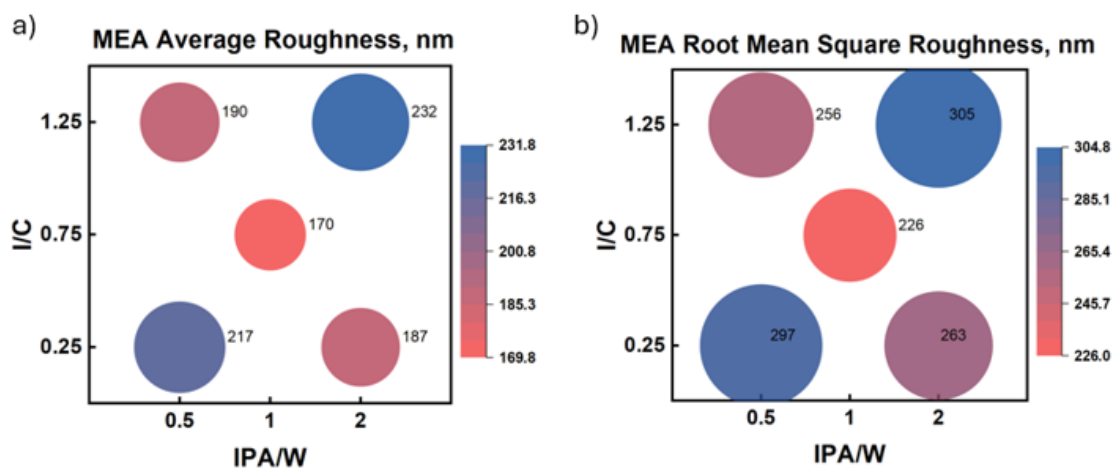 a)
MEA Average Roughness, nm
I/C
1.25
0.75
0.25
190
232
170
217
187
0.5 1 2
IPA/W
231.8
216.3
200.8
185.3
169.8
b)
MEA Root Mean Square Roughness, nm
I/C
1.25
0.75
0.25
256
305
226
297
263
0.5 1 2
IPA/W
304.8
285.1
265.4
245.7
226.0